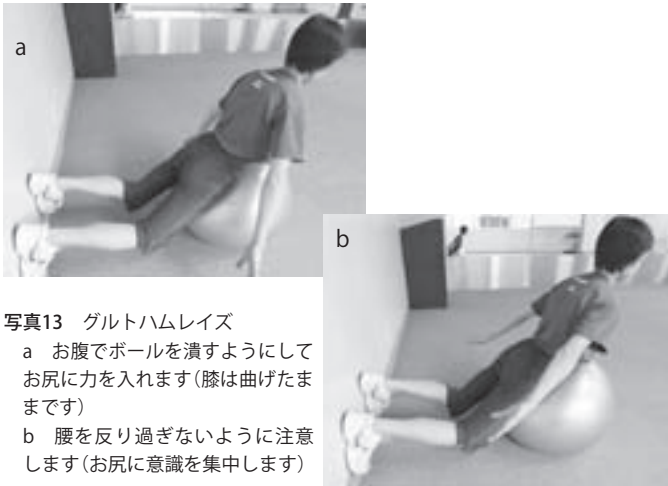 a
b
写真13　グルトハムレイズ
a　お腹でボールを潰すようにして
お尻に力を入れます（膝は曲げたま
までです）
b　腰を反り過ぎないように注意
します（お尻に意識を集中します）